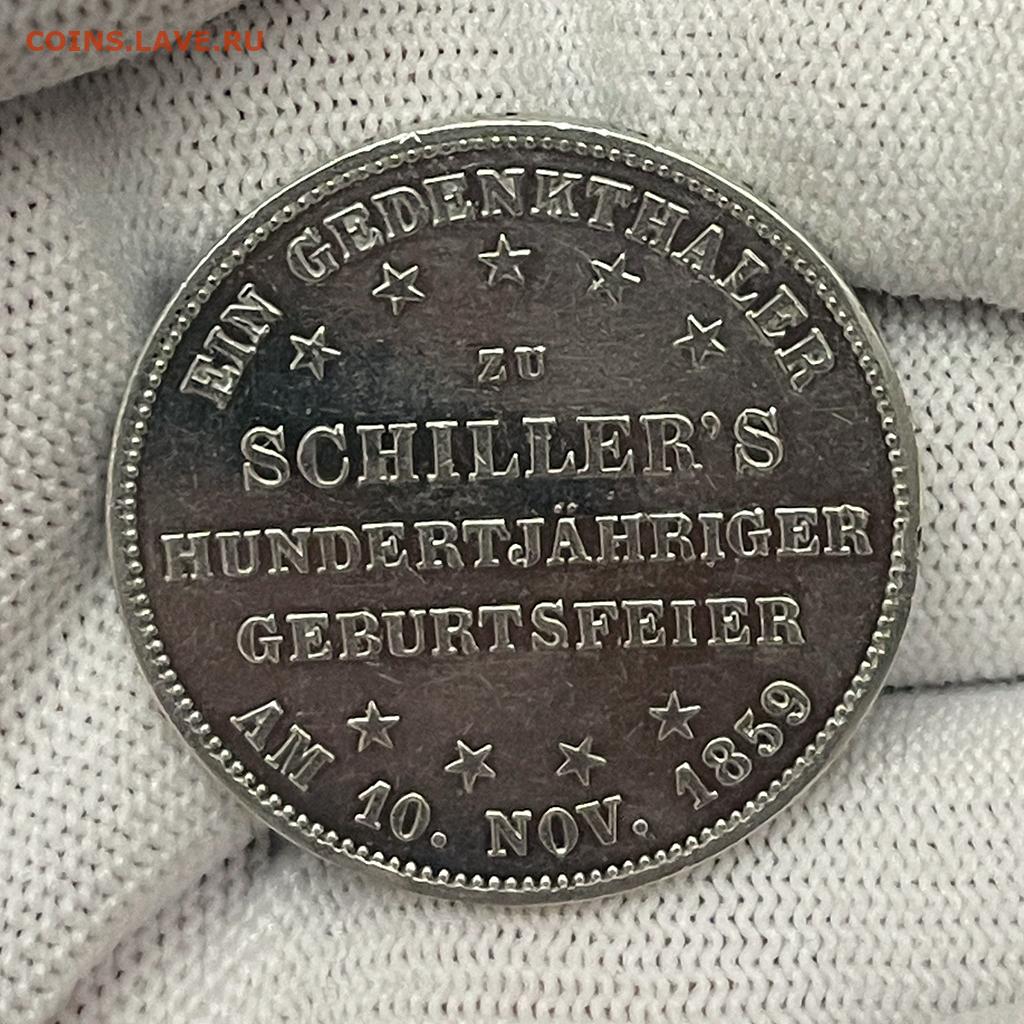 COINS.LAVE.RU
EIN GEDENKTHALER
ZU
SCHILLER'S
HUNDERTJÄHRIGER
GEBURTSFEIER
AM 10. NOV. 1859